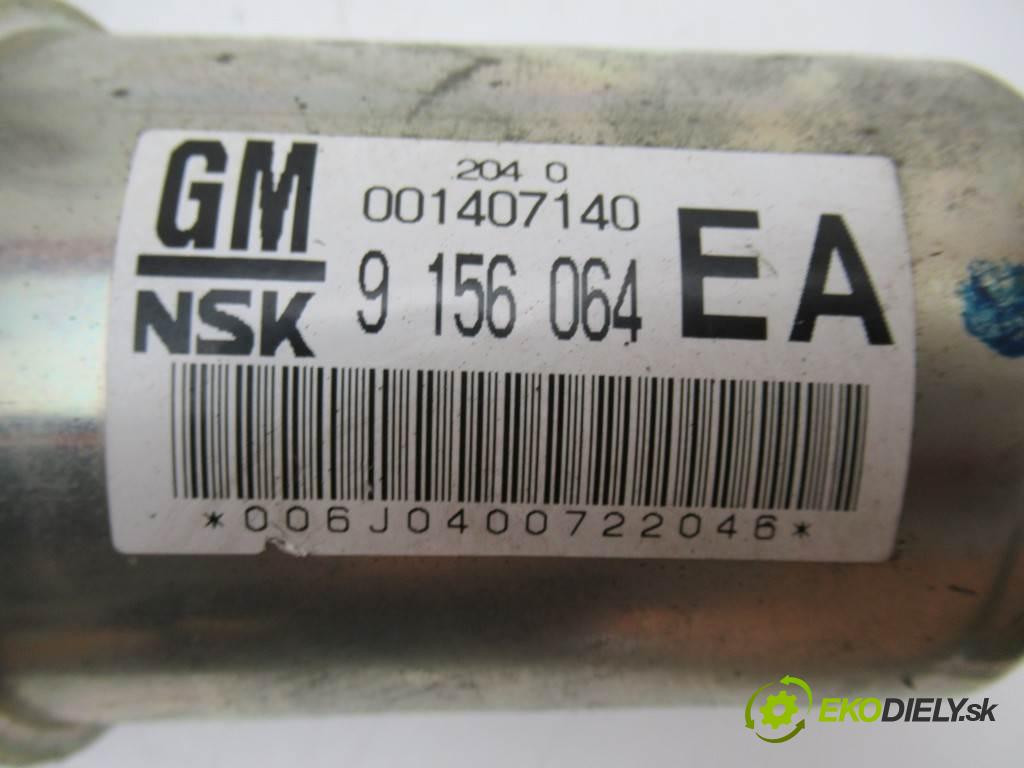 GM
NSK
204 0
001407140
9 156 064
EA
*006J0400722046*
EKODIELY.sk